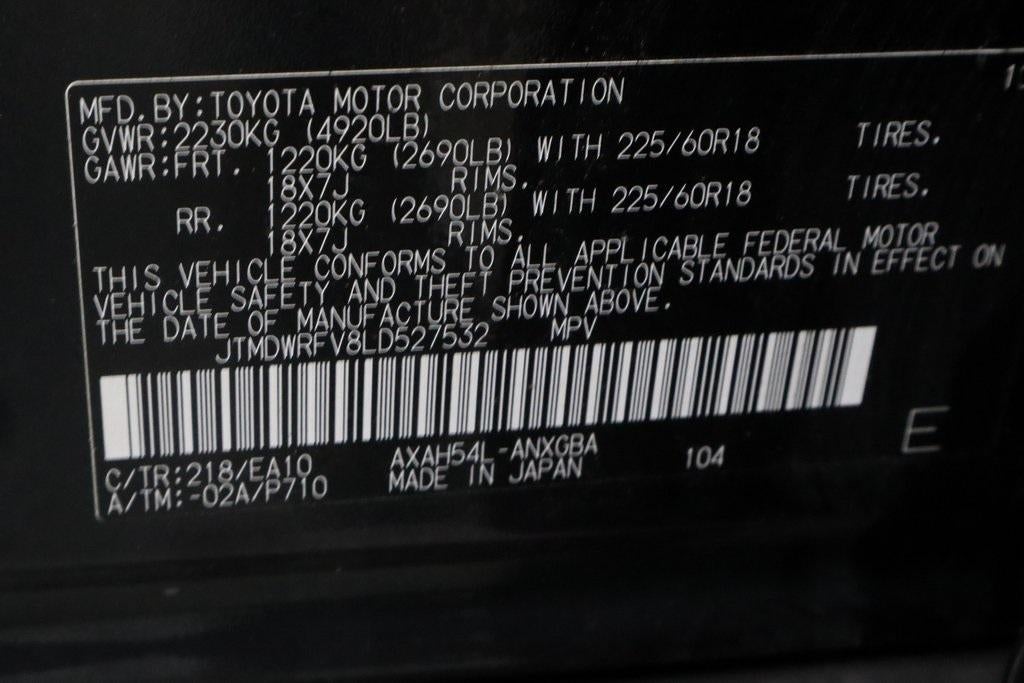 13
MFD. BY:TOYOTA MOTOR CORPORATION
GVWR:2230KG (4920LB)
GAWR:FRT. 1220KG (2690LB) WITH 225/60R18 TIRES.
18X7J RIMS.
RR. 1220KG (2690LB) WITH 225/60R18 TIRES.
18X7J RIMS.
THIS VEHICLE CONFORMS TO ALL APPLICABLE FEDERAL MOTOR
VEHICLE SAFETY AND THEFT PREVENTION STANDARDS IN EFFECT ON
THE DATE OF MANUFACTURE SHOWN ABOVE.
JTMDWRFV8LD527532 MPV
C/TR:218/EA10 AXAH54L-ANXGBA 104 E
A/TM:-02A/P710 MADE IN JAPAN